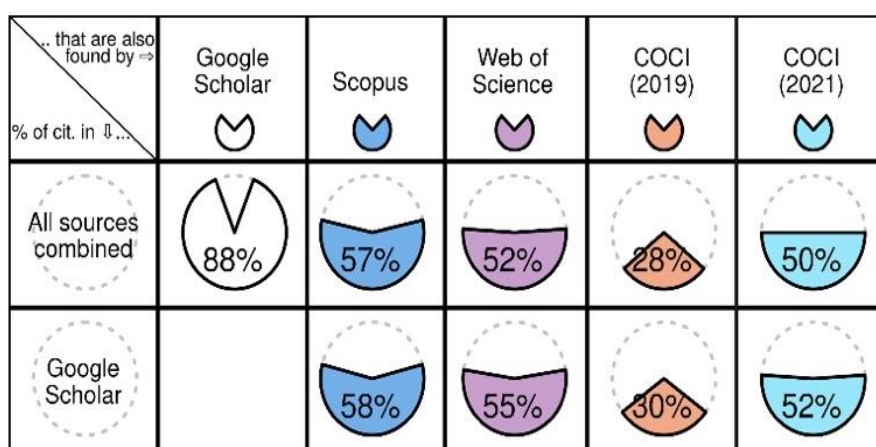 .. that are also
found by ⇨
% of cit. in ⇩...
Google
Scholar
Scopus
Web of
Science
COCI
(2019)
COCI
(2021)
All sources
combined
88%
57%
52%
28%
50%
Google
Scholar
58%
55%
30%
52%